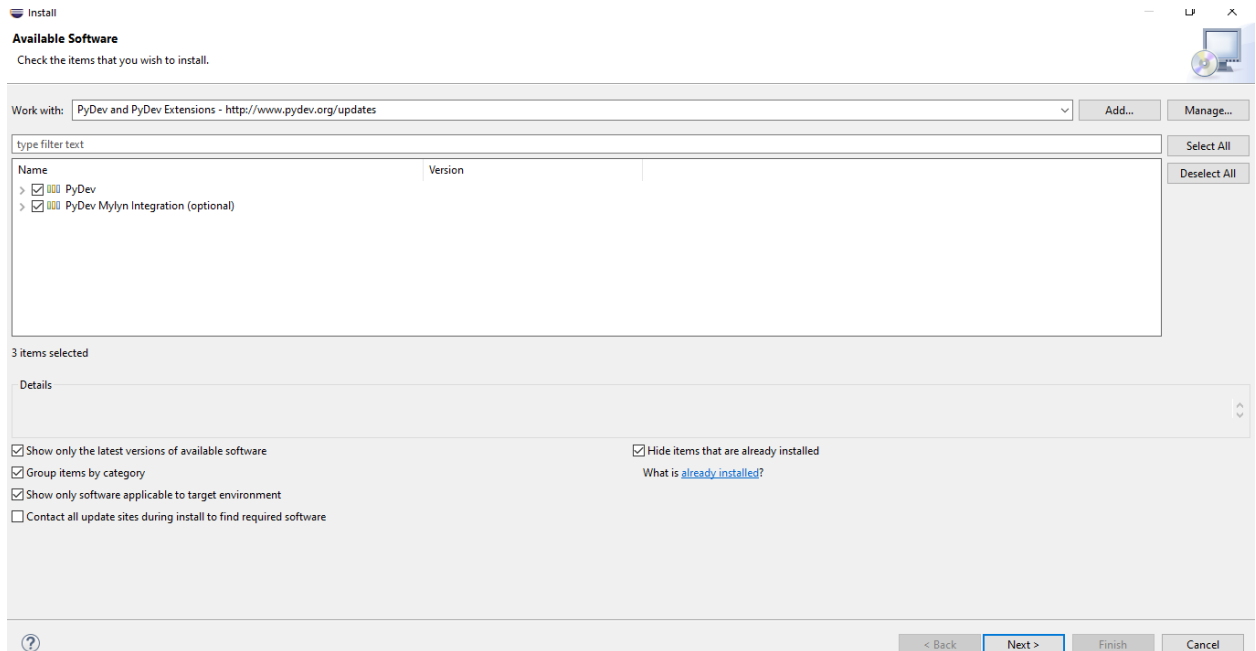 Install
Available Software
Check the items that you wish to install.
Work with: PyDev and PyDev Extensions - http://www.pydev.org/updates Add... Manage...
type filter text Select All
Name Version Deselect All
PyDev
PyDev Mylyn Integration (optional)
3 items selected
Details
Show only the latest versions of available software Hide items that are already installed
Group items by category What is already installed?
Show only software applicable to target environment
Contact all update sites during install to find required software
? < Back Next > Finish Cancel